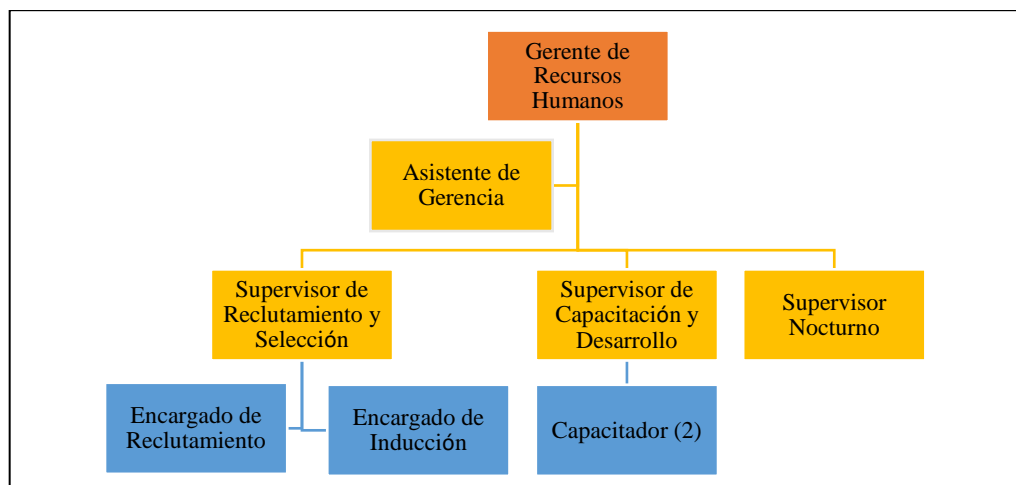 Gerente de
Recursos
Humanos
Asistente de
Gerencia
Supervisor de
Reclutamiento y
Selección
Supervisor de
Capacitación y
Desarrollo
Supervisor
Nocturno
Encargado de
Reclutamiento
Encargado de
Inducción
Capacitador (2)